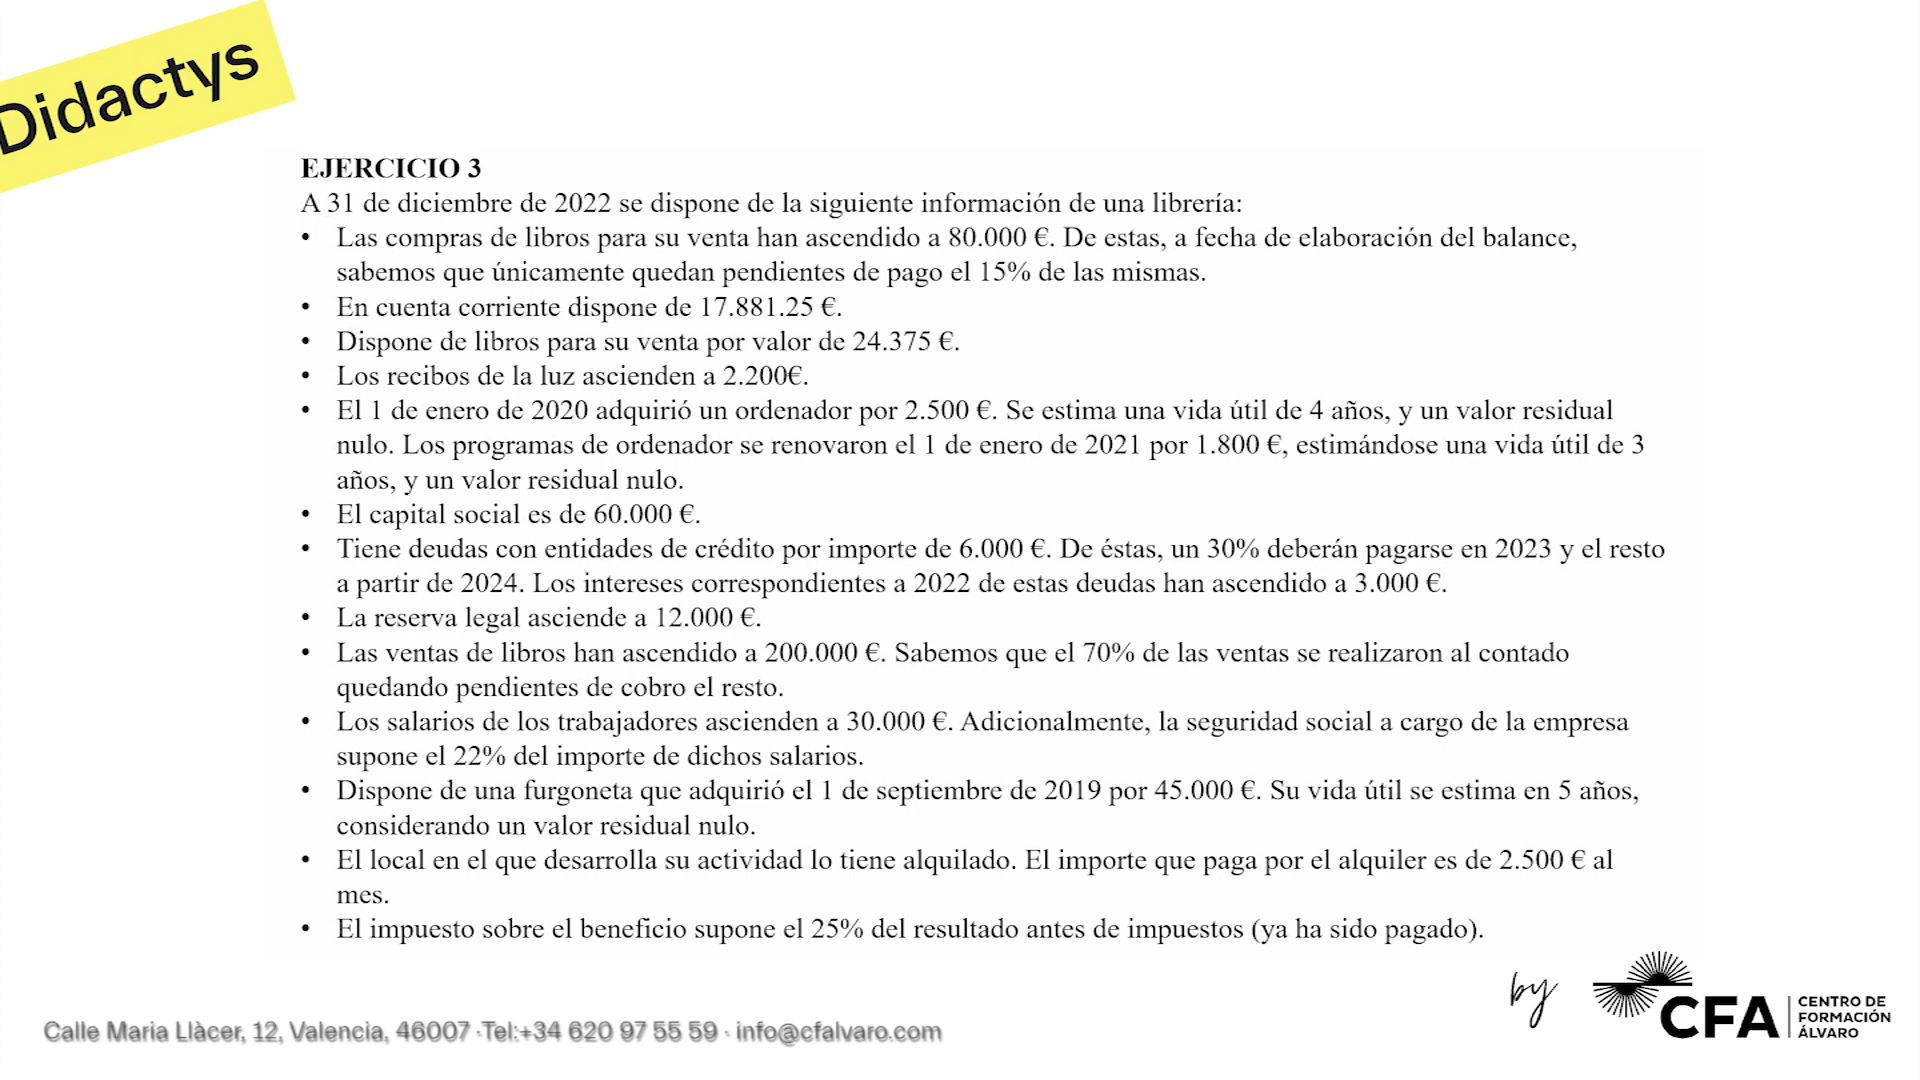 Didactys
EJERCICIO 3
A 31 de diciembre de 2022 se dispone de la siguiente información de una librería:
• Las compras de libros para su venta han ascendido a 80.000 €. De estas, a fecha de elaboración del balance,
sabemos que únicamente quedan pendientes de pago el 15% de las mismas.
• En cuenta corriente dispone de 17.881.25 €.
• Dispone de libros para su venta por valor de 24.375 €.
• Los recibos de la luz ascienden a 2.200€.
• El 1 de enero de 2020 adquirió un ordenador por 2.500 €. Se estima una vida útil de 4 años, y un valor residual
nulo. Los programas de ordenador se renovaron el 1 de enero de 2021 por 1.800 €, estimándose una vida útil de 3
años, y un valor residual nulo.
• El capital social es de 60.000 €.
• Tiene deudas con entidades de crédito por importe de 6.000 €. De éstas, un 30% deberán pagarse en 2023 y el resto
a partir de 2024. Los intereses correspondientes a 2022 de estas deudas han ascendido a 3.000 €.
• La reserva legal asciende a 12.000 €.
• Las ventas de libros han ascendido a 200.000 €. Sabemos que el 70% de las ventas se realizaron al contado
quedando pendientes de cobro el resto.
• Los salarios de los trabajadores ascienden a 30.000 €. Adicionalmente, la seguridad social a cargo de la empresa
supone el 22% del importe de dichos salarios.
• Dispone de una furgoneta que adquirió el 1 de septiembre de 2019 por 45.000 €. Su vida útil se estima en 5 años,
considerando un valor residual nulo.
• El local en el que desarrolla su actividad lo tiene alquilado. El importe que paga por el alquiler es de 2.500 € al
mes.
• El impuesto sobre el beneficio supone el 25% del resultado antes de impuestos (ya ha sido pagado).
by
CFA
CENTRO DE
FORMACIÓN
ÁLVARO
Calle Maria Llàcer, 12, Valencia, 46007 · Tel:+34 620 97 55 59 · info@cfalvaro.com